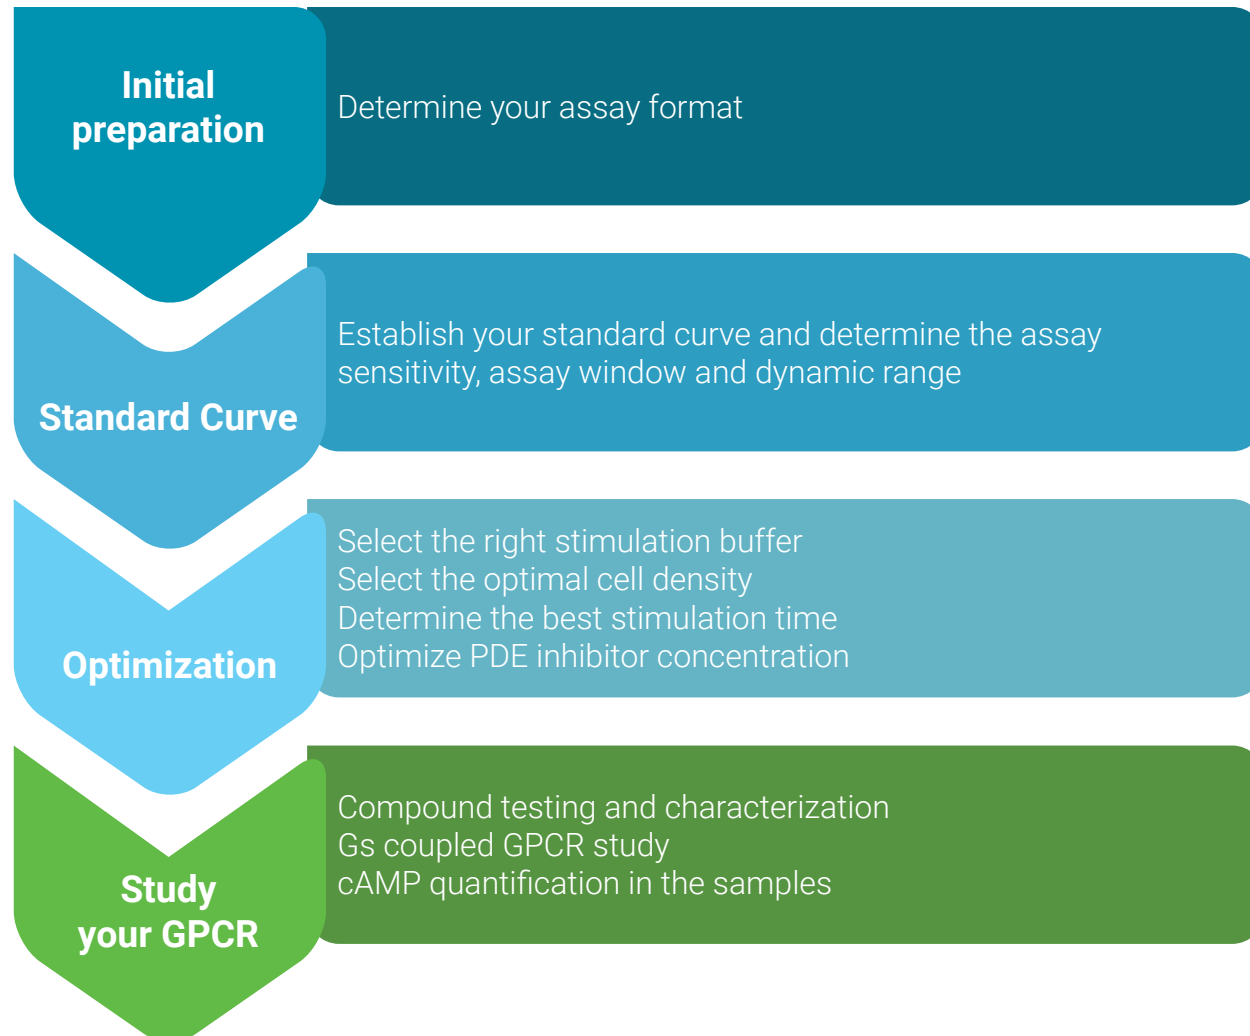 Initial
preparation
Determine your assay format
Standard Curve
Establish your standard curve and determine the assay
sensitivity, assay window and dynamic range
Optimization
Select the right stimulation buffer
Select the optimal cell density
Determine the best stimulation time
Optimize PDE inhibitor concentration
Study
your GPCR
Compound testing and characterization
Gs coupled GPCR study
cAMP quantification in the samples